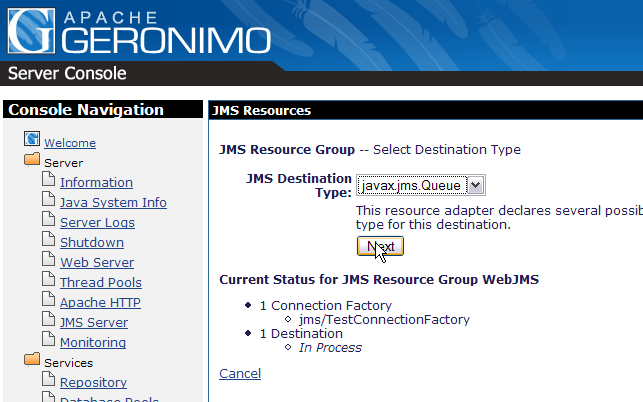 APACHE
GERONIMO
Server Console
Console Navigation
Welcome
Server
Information
Java System Info
Server Logs
Shutdown
Web Server
Thread Pools
Apache HTTP
JMS Server
Monitoring
Services
Repository
Database Pools
JMS Resources
JMS Resource Group -- Select Destination Type
JMS Destination Type: javax.jms.Queue
This resource adapter declares several possib
type for this destination.
Next
Current Status for JMS Resource Group WebJMS
1 Connection Factory
jms/TestConnectionFactory
1 Destination
In Process
Cancel